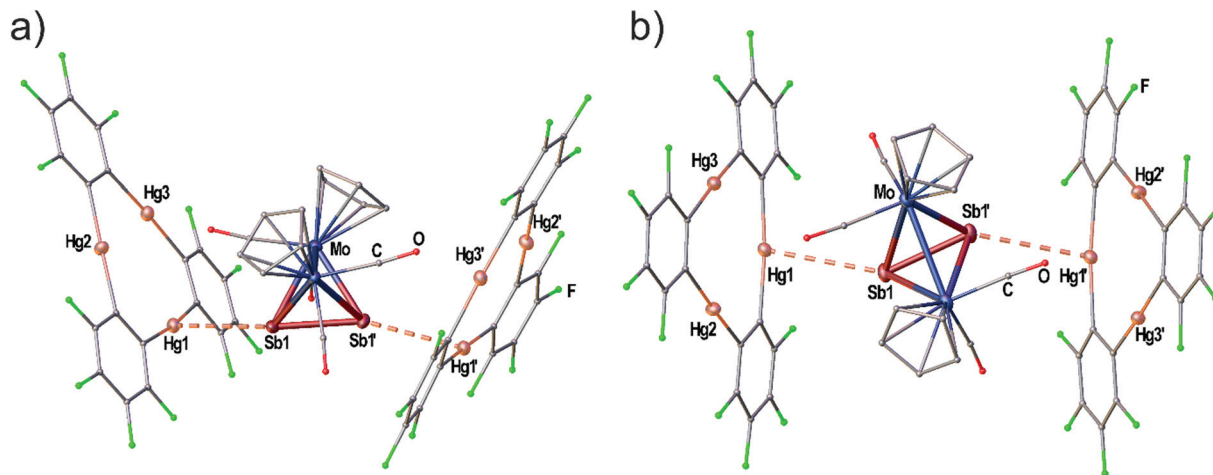 a)
Hg3
Hg2
Hg1
Mo
C
O
Sb1
Sb1'
Hg2'
Hg3'
F
Hg1'
b)
Hg3
Hg1
Hg2
Mo
Sb1'
Sb1
C
O
F
Hg2'
Hg1'
Hg3'